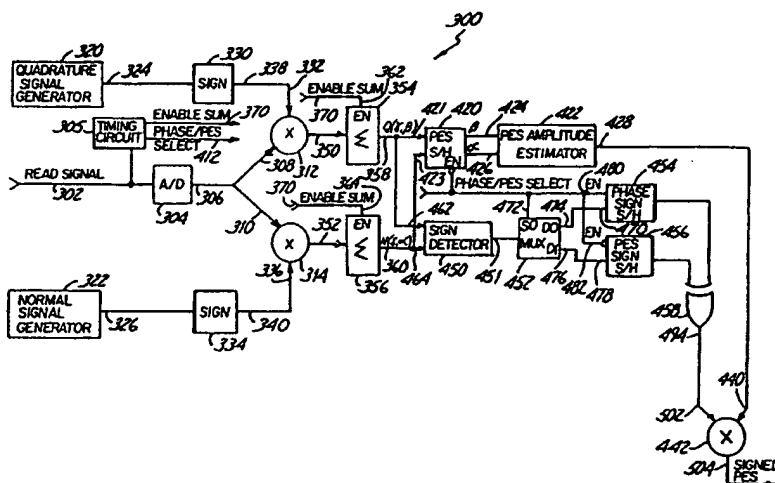 300
320
QUADRATURE
SIGNAL
GENERATOR
324
330
SIGN
338
332
305
TIMING
CIRCUIT
ENABLE SUM
370
PHASE/PES
SELECT
412
READ SIGNAL
302
A/D
304
306
308
310
X
312
350
ENABLE SUM
370
362
354
EN
Σ
358
421
420
PES
S/H
EN
423
424
β
α
426
422
PES AMPLITUDE
ESTIMATOR
428
PHASE/PES SELECT
480
EN
454
PHASE
SIGN
S/H
470
370
ENABLE SUM
364
EN
Σ
356
352
360
462
464
SIGN
DETECTOR
450
451
472
SO
DO
MUX
D1
452
474
476
EN
482
478
456
PES
SIGN
S/H
X
314
336
322
NORMAL
SIGNAL
GENERATOR
326
SIGN
334
340
458
494
502
440
X
442
504
SIGNED
PES